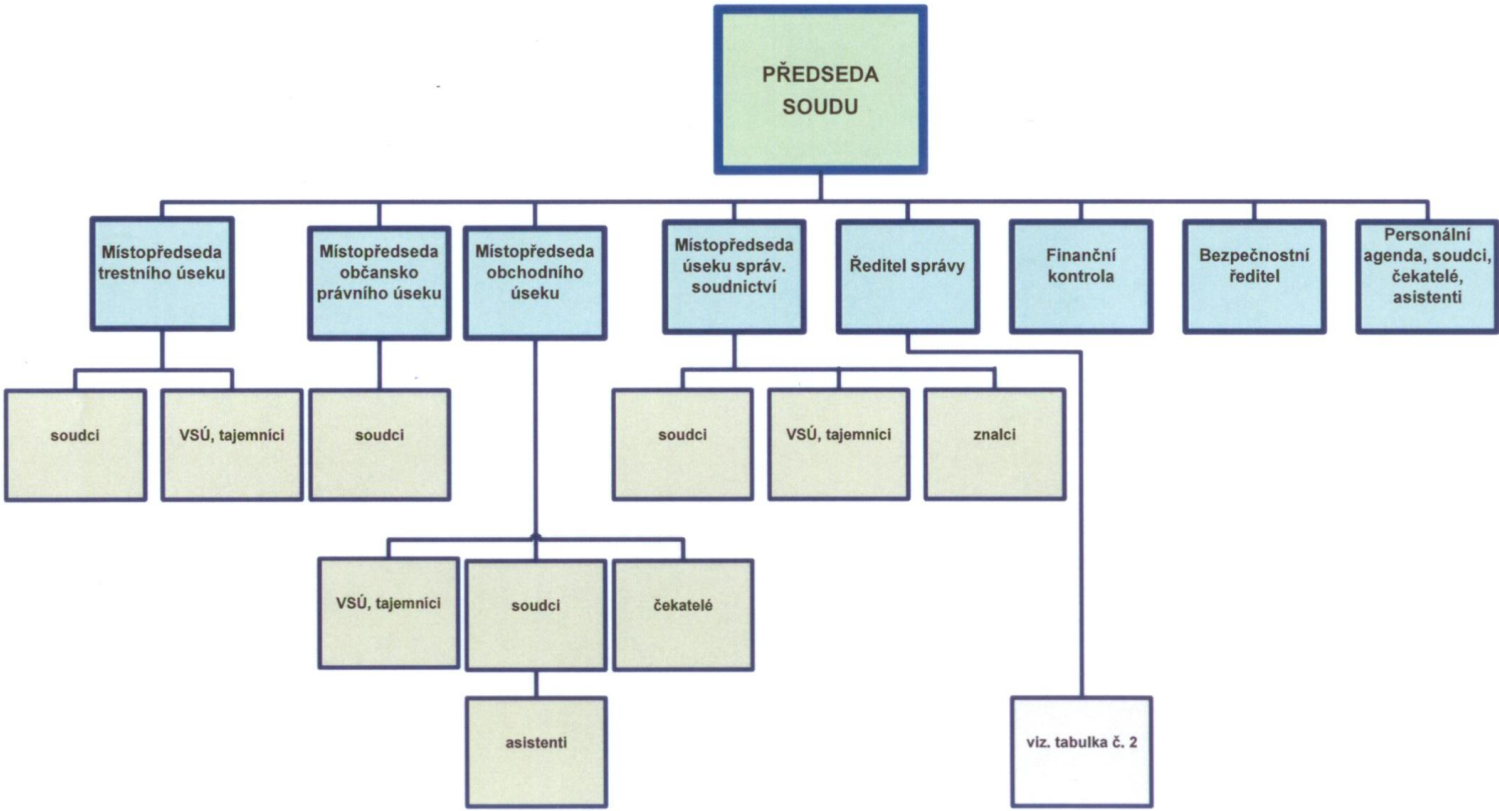 PŘEDSEDA
SOUDU
Místopředseda
trestního úseku
Místopředseda
občansko
právního úseku
Místopředseda
obchodního
úseku
Místopředseda
úseku správ.
soudnictví
Ředitel správy
Finanční
kontrola
Bezpečnostní
ředitel
Personální
agenda, soudci,
čekatelé,
asistenti
soudci
VSÚ, tajemníci
soudci
soudci
VSÚ, tajemníci
znalci
VSÚ, tajemníci
soudci
čekatelé
asistenti
viz. tabulka č. 2